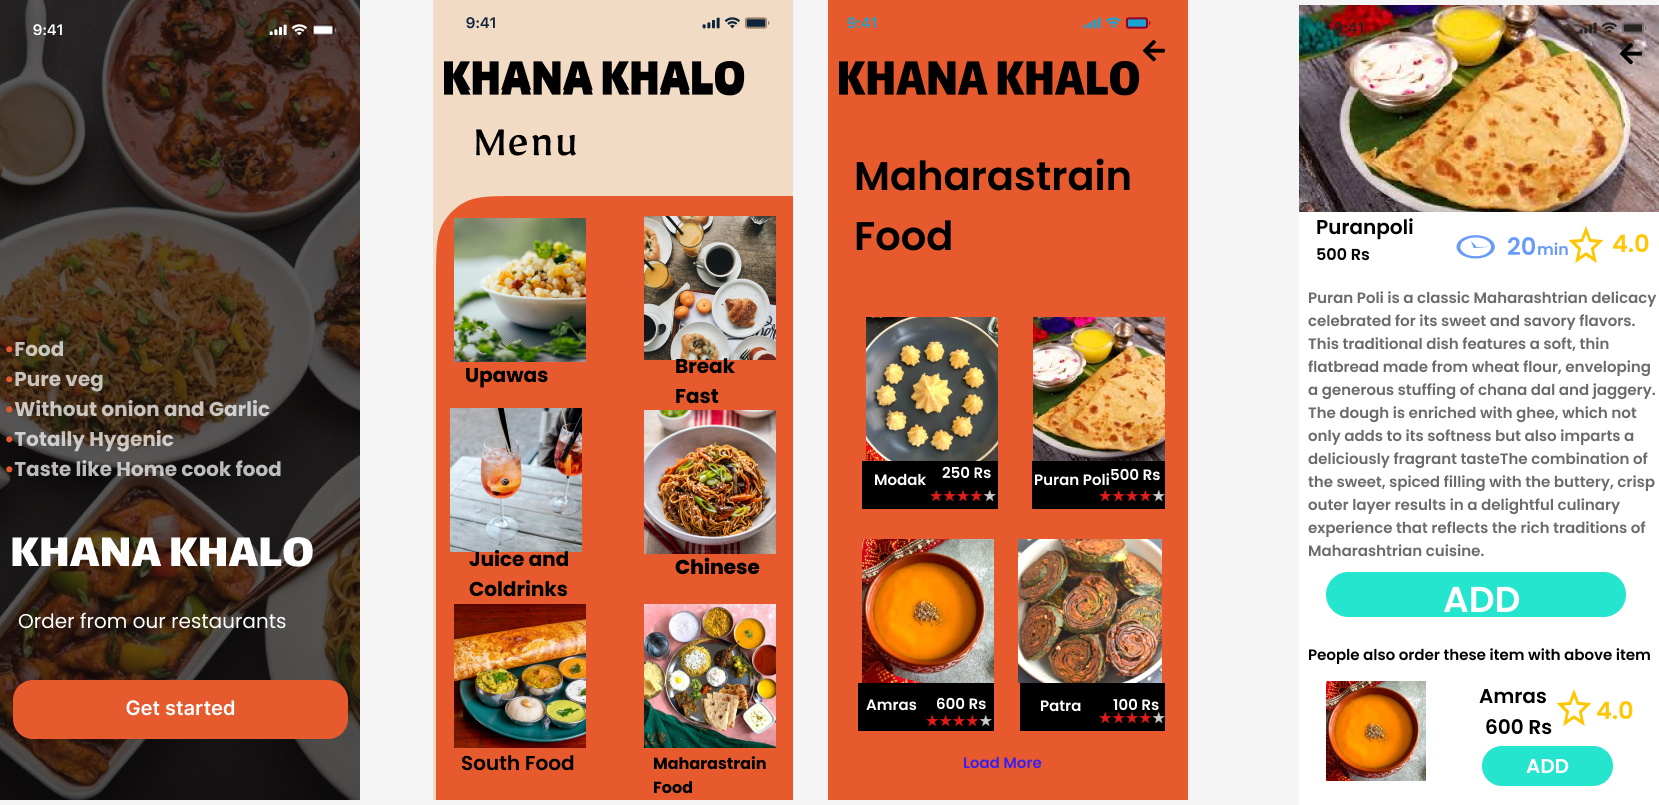 9:41
•Food
•Pure veg
•Without onion and Garlic
•Totally Hygenic
•Taste like Home cook food
KHANA KHALO
Order from our restaurants
Get started
9:41
KHANA KHALO
Menu
Upawas
Break
Fast
Juice and
Coldrinks
Chinese
South Food
Maharastrain
Food
9:41
KHANA KHALO
Maharastrain
Food
Modak
250 Rs
Puran Poli
500 Rs
Amras
600 Rs
Patra
100 Rs
Load More
9:41
Puranpoli
500 Rs
20min
4.0
Puran Poli is a classic Maharashtrian delicacy
celebrated for its sweet and savory flavors.
This traditional dish features a soft, thin
flatbread made from wheat flour, enveloping
a generous stuffing of chana dal and jaggery.
The dough is enriched with ghee, which not
only adds to its softness but also imparts a
deliciously fragrant tasteThe combination of
the sweet, spiced filling with the buttery, crisp
outer layer results in a delightful culinary
experience that reflects the rich traditions of
Maharashtrian cuisine.
ADD
People also order these item with above item
Amras
600 Rs
4.0
ADD